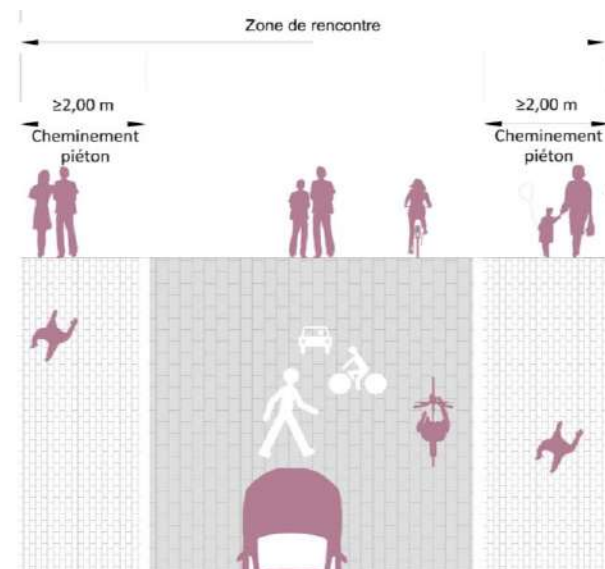 Zone de rencontre
≥2,00 m
Cheminement
piéton
≥2,00 m
Cheminement
piéton